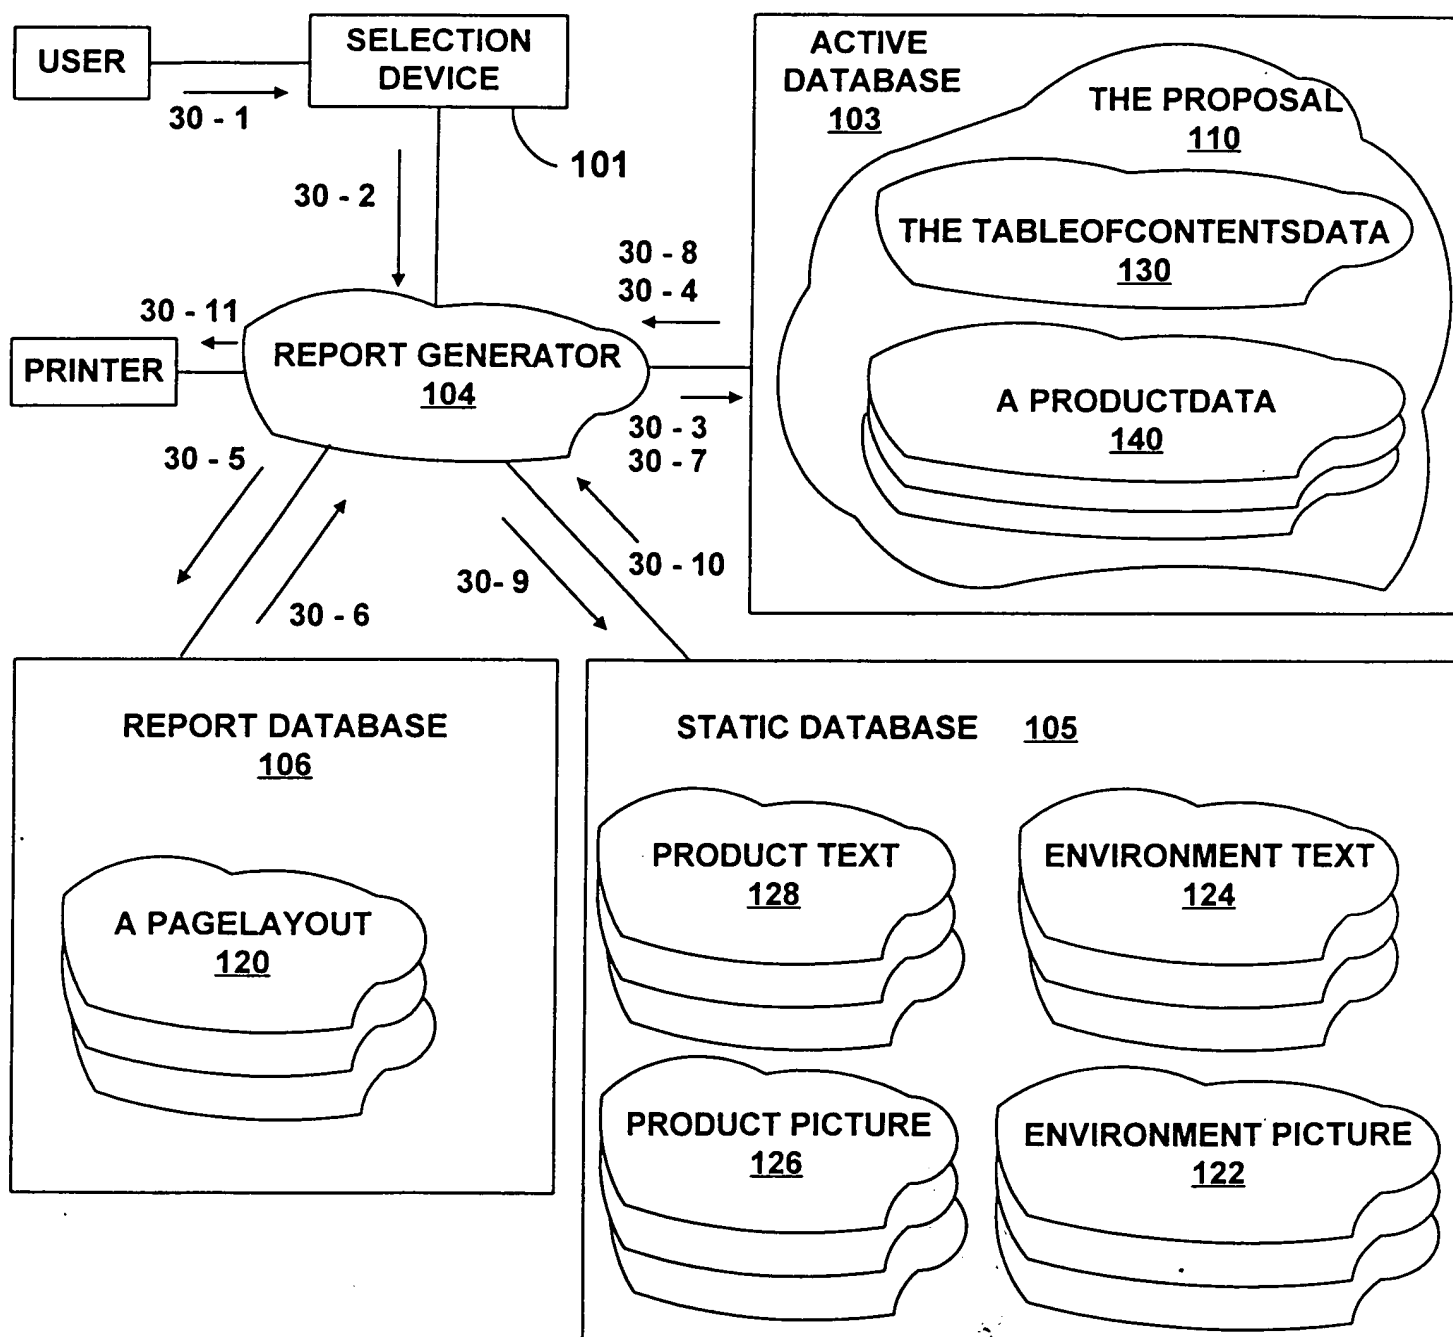 USER
SELECTION
DEVICE
30 - 1
101
30 - 2
ACTIVE
DATABASE
103
THE PROPOSAL
110
THE TABLEOFCONTENTSDATA
130
A PRODUCTDATA
140
30 - 8
30 - 4
30 - 11
PRINTER
REPORT GENERATOR
104
30 - 3
30 - 7
30 - 5
30 - 6
30- 9
30 - 10
REPORT DATABASE
106
A PAGELAYOUT
120
STATIC DATABASE 105
PRODUCT TEXT
128
ENVIRONMENT TEXT
124
PRODUCT PICTURE
126
ENVIRONMENT PICTURE
122